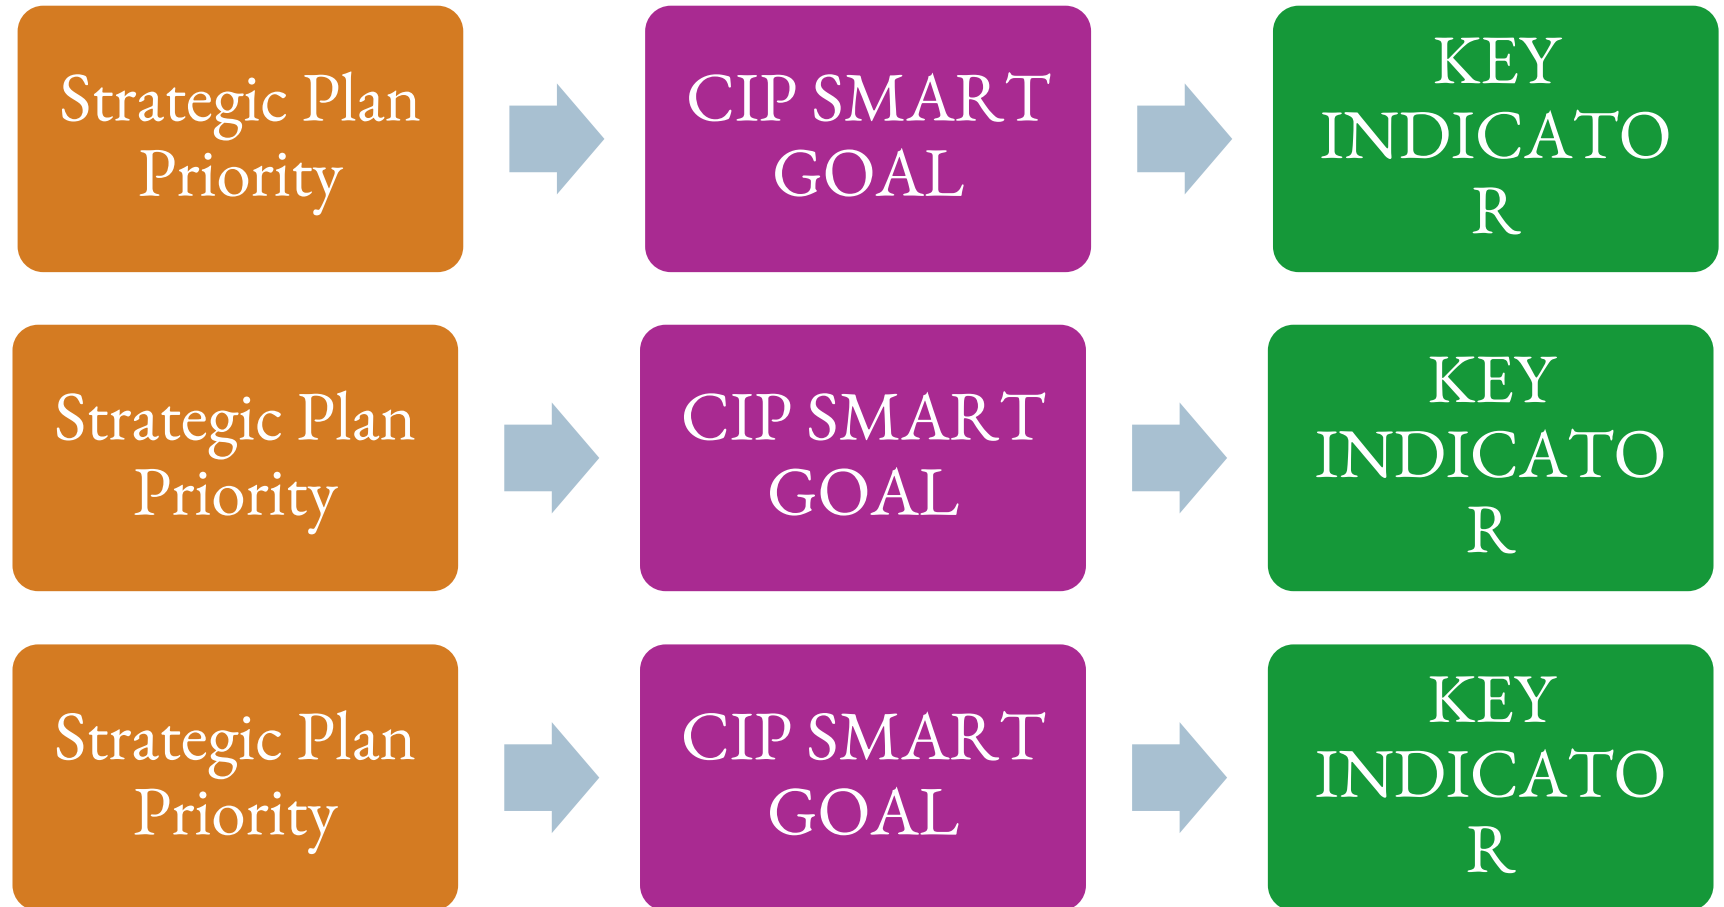 Strategic Plan
Priority
CIP SMART
GOAL
KEY
INDICATO
R
Strategic Plan
Priority
CIP SMART
GOAL
KEY
INDICATO
R
Strategic Plan
Priority
CIP SMART
GOAL
KEY
INDICATO
R